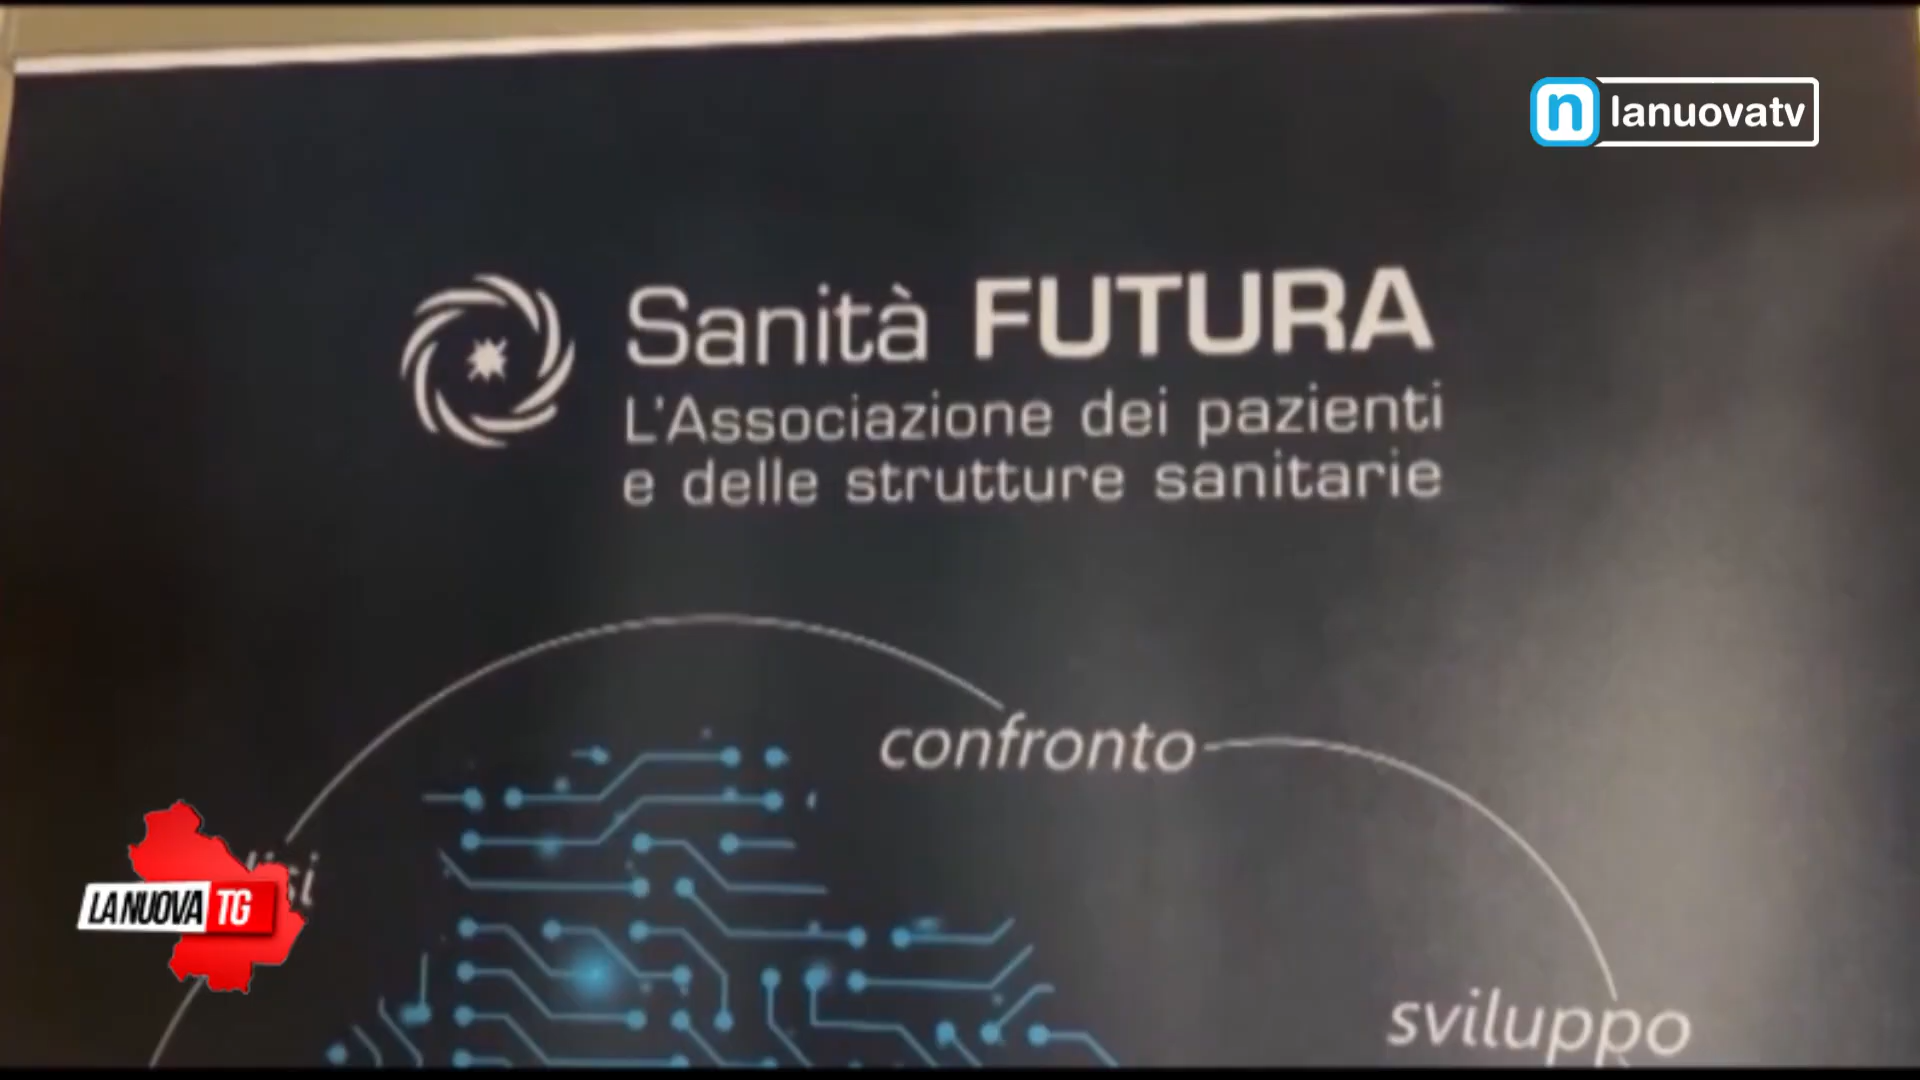 lanuovatv
Sanità FUTURA
L'Associazione dei pazienti
e delle strutture sanitarie
confronto
LA NUOVA TG
sviluppo